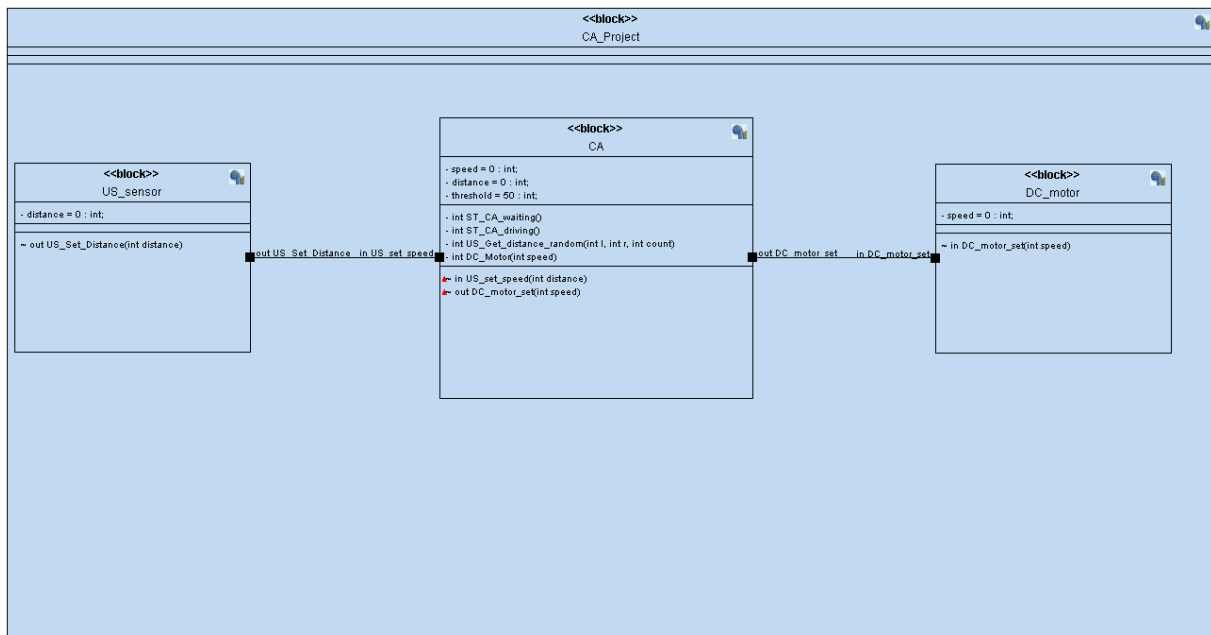 <<block>>
CA_Project
<<block>>
US_sensor
- distance = 0 : int;
~ out US_Set_Distance(int distance)
out US_Set_Distance in US_set_speed
<<block>>
CA
- speed = 0 : int;
- distance = 0 : int;
- threshold = 50 : int;
- int ST_CA_waiting()
- int ST_CA_driving()
- int US_Get_distance_random(int l, int r, int count)
- int DC_Motor(int speed)
~ in US_set_speed(int distance)
~ out DC_motor_set(int speed)
out DC_motor_set in DC_motor_set
<<block>>
DC_motor
- speed = 0 : int;
~ in DC_motor_set(int speed)